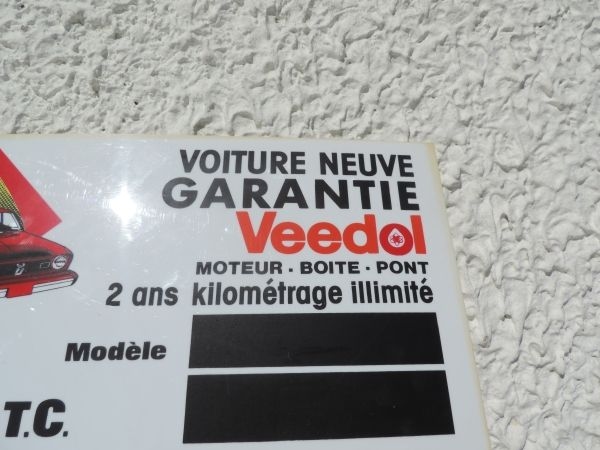 VOITURE NEUVE
GARANTIE
Veedol
MOTEUR - BOITE - PONT
2 ans kilométrage illimité
Modèle
T.C.